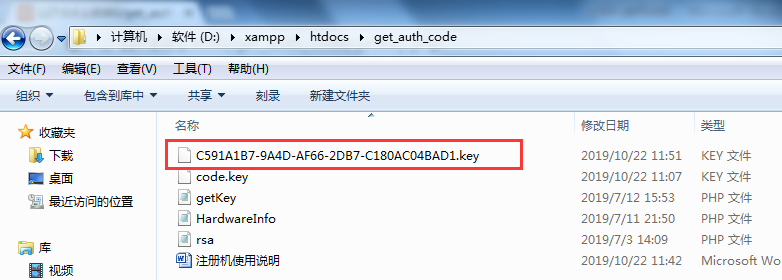 计算机 ▸ 软件 (D:) ▸ xampp ▸ htdocs ▸ get_auth_code
文件(F) 编辑(E) 查看(V) 工具(T) 帮助(H)
组织 包含到库中 共享 刻录 新建文件夹
收藏夹
下载
桌面
最近访问的位置
库
视频
名称 修改日期 类型
C591A1B7-9A4D-AF66-2DB7-C180AC04BAD1.key 2019/10/22 11:51 KEY 文件
code.key 2019/10/22 11:07 KEY 文件
getKey 2019/7/12 15:53 PHP 文件
HardwareInfo 2019/7/11 21:50 PHP 文件
rsa 2019/7/3 14:09 PHP 文件
注册机使用说明 2019/10/22 11:42 Microsoft Wo